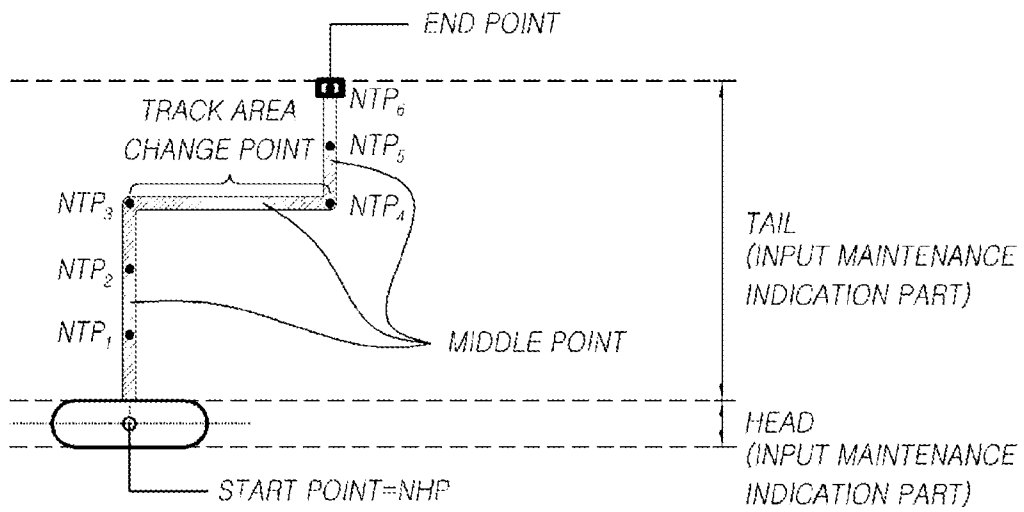 END POINT
NTP₆
TRACK AREA
CHANGE POINT
NTP₅
NTP₃
NTP₄
TAIL
(INPUT MAINTENANCE
INDICATION PART)
NTP₂
NTP₁
MIDDLE POINT
HEAD
(INPUT MAINTENANCE
INDICATION PART)
START POINT=NHP